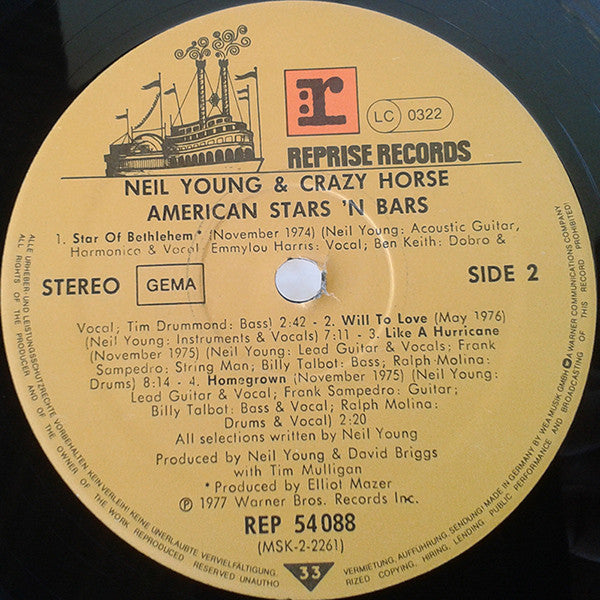 r
LC 0322
REPRISE RECORDS
NEIL YOUNG & CRAZY HORSE
AMERICAN STARS 'N BARS
1. Star Of Bethlehem* (November 1974) (Neil Young: Acoustic Guitar,
Harmonica & Vocal; Emmylou Harris: Vocal; Ben Keith: Dobro &
STEREO GEMA SIDE 2
Vocal; Tim Drummond: Bass) 2:42 - 2. Will To Love (May 1976)
(Neil Young: Instruments & Vocals) 7:11 - 3. Like A Hurricane
(November 1975) (Neil Young: Lead Guitar & Vocals; Frank
Sampedro: String Man; Billy Talbot: Bass; Ralph Molina:
Drums) 8:14 - 4. Homegrown (November 1975) (Neil Young:
Lead Guitar & Vocal; Frank Sampedro: Guitar;
Billy Talbot: Bass & Vocal; Ralph Molina:
Drums & Vocal) 2:20
All selections written by Neil Young
Produced by Neil Young & David Briggs
with Tim Mulligan
* Produced by Elliot Mazer
℗ 1977 Warner Bros. Records Inc.
REP 54 088
(MSK-2-2261)
33
ALLE URHEBER UND LEISTUNGSSCHUTZRECHTE VORBEHALTEN KEIN VERLEIH! KEINE UNERLAUBTE VERVIELFÄLTIGUNG,
VERMIETUNG, AUFFÜHRUNG, SENDUNG! MADE IN GERMANY BY WEA MUSIK GMBH A WARNER COMMUNICATIONS COMPANY
ALL RIGHTS OF THE PRODUCER AND OF THE OWNER OF THE WORK REPRODUCED RESERVED UNAUTHO
RIZED COPYING, HIRING, LENDING PUBLIC PERFORMANCE AND BROADCASTING OF THIS RECORD PROHIBITED!